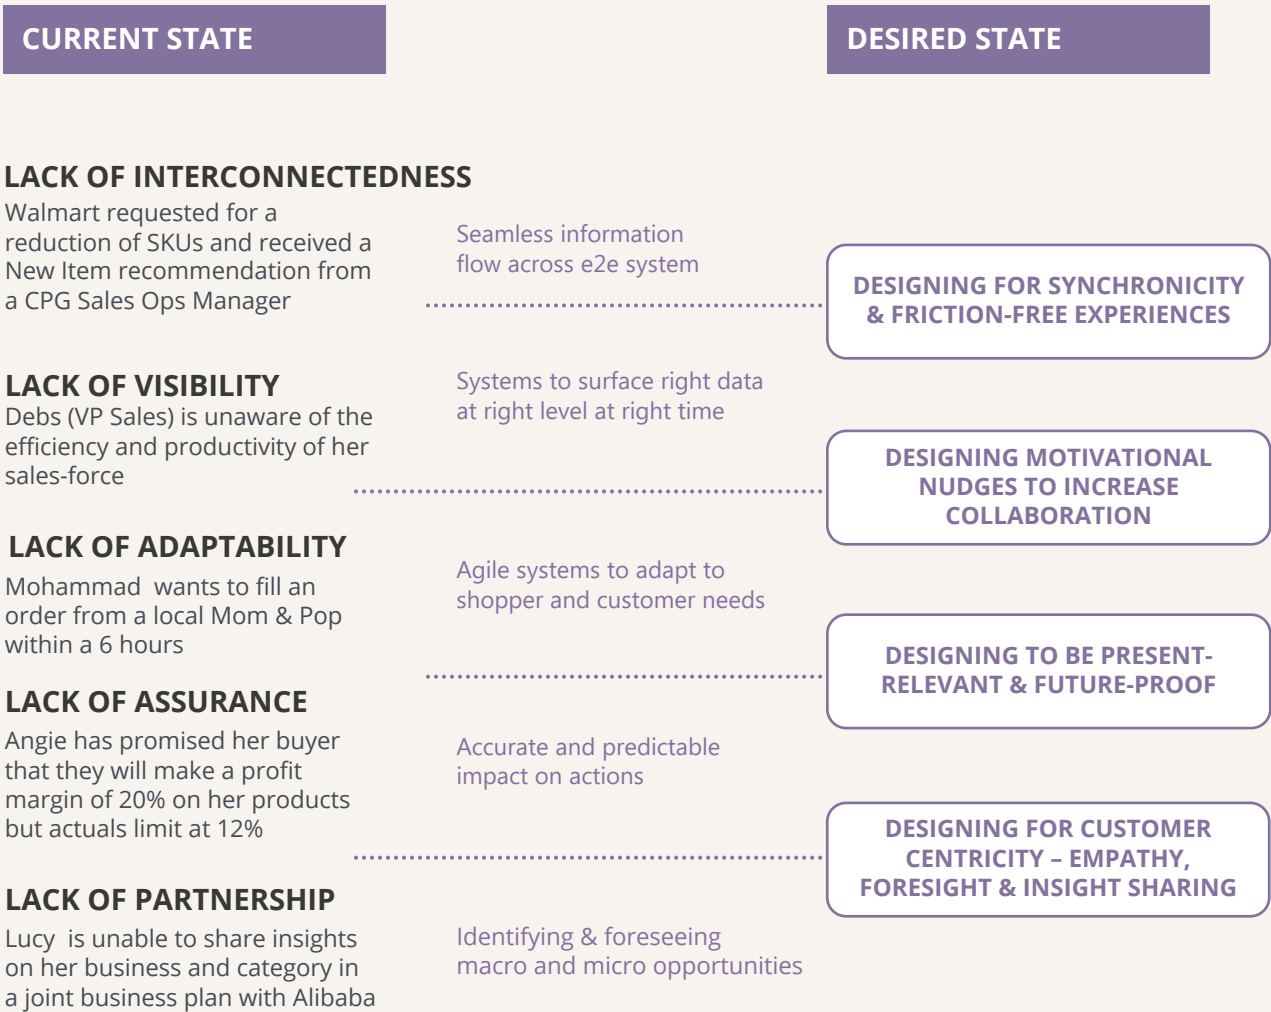 CURRENT STATE
DESIRED STATE
LACK OF INTERCONNECTEDNESS
Walmart requested for a
reduction of SKUs and received a
New Item recommendation from
a CPG Sales Ops Manager
Seamless information
flow across e2e system
DESIGNING FOR SYNCHRONICITY
& FRICTION-FREE EXPERIENCES
LACK OF VISIBILITY
Debs (VP Sales) is unaware of the
efficiency and productivity of her
sales-force
Systems to surface right data
at right level at right time
DESIGNING MOTIVATIONAL
NUDGES TO INCREASE
COLLABORATION
LACK OF ADAPTABILITY
Mohammad  wants to fill an
order from a local Mom & Pop
within a 6 hours
Agile systems to adapt to
shopper and customer needs
DESIGNING TO BE PRESENT-
RELEVANT & FUTURE-PROOF
LACK OF ASSURANCE
Angie has promised her buyer
that they will make a profit
margin of 20% on her products
but actuals limit at 12%
Accurate and predictable
impact on actions
DESIGNING FOR CUSTOMER
CENTRICITY – EMPATHY,
FORESIGHT & INSIGHT SHARING
LACK OF PARTNERSHIP
Lucy  is unable to share insights
on her business and category in
a joint business plan with Alibaba
Identifying & foreseeing
macro and micro opportunities